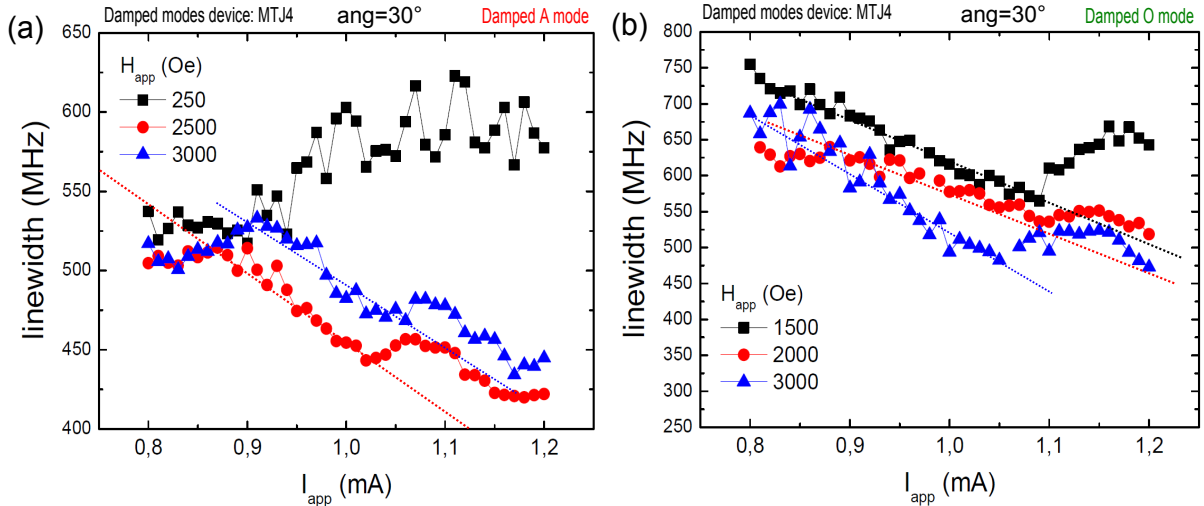 (a)
Damped modes device: MTJ4 ang=30° Damped A mode
650
600
550
500
450
400
linewidth (MHz)
H_app (Oe)
250
2500
3000
0,8 0,9 1,0 1,1 1,2
I_app (mA)
(b)
Damped modes device: MTJ4 ang=30° Damped O mode
800
750
700
650
600
550
500
450
400
350
300
250
linewidth (MHz)
H_app (Oe)
1500
2000
3000
0,8 0,9 1,0 1,1 1,2
I_app (mA)